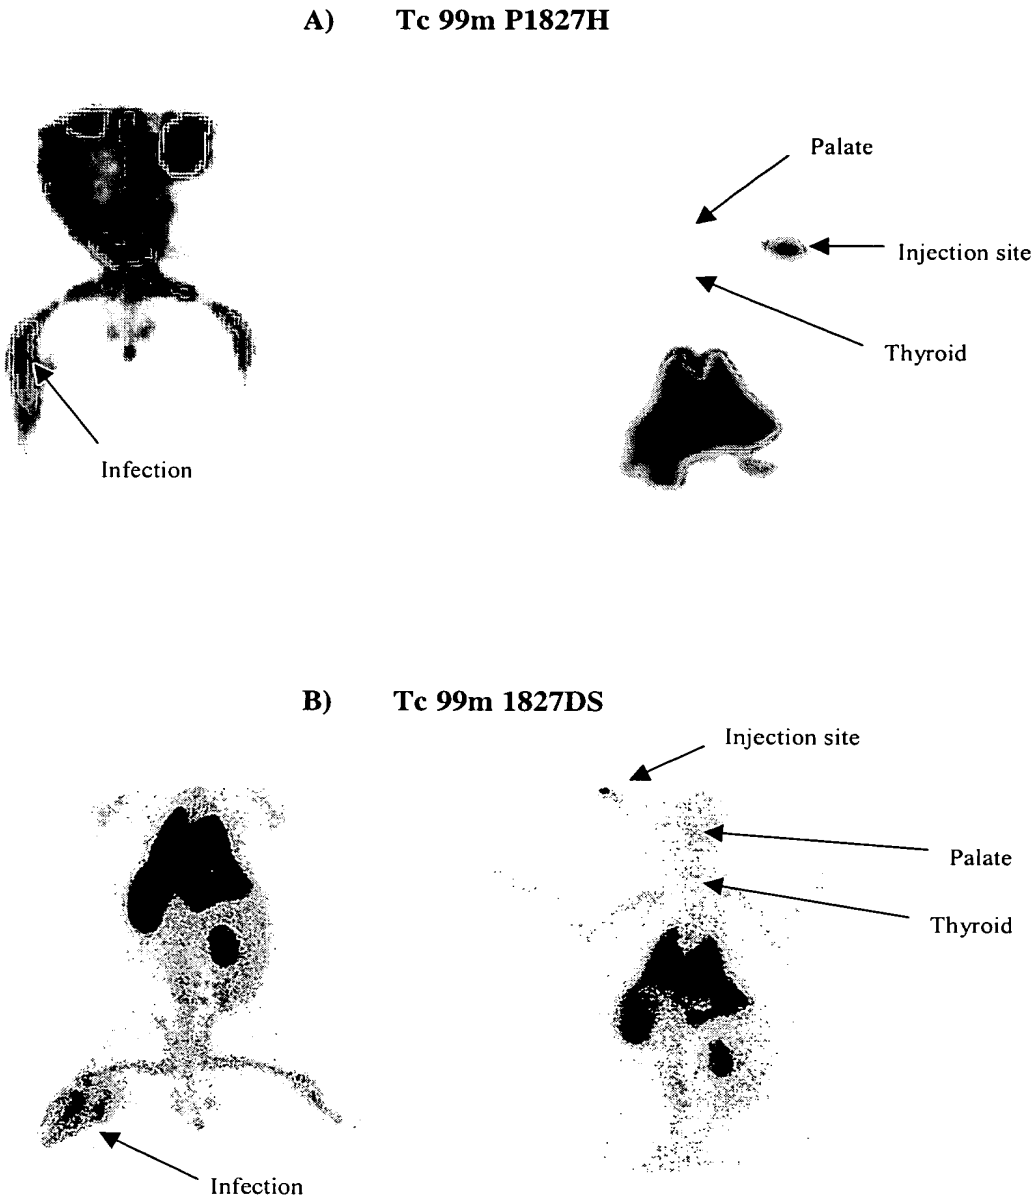 A) Tc 99m P1827H
Palate
Injection site
Thyroid
Infection
B) Tc 99m 1827DS
Injection site
Palate
Thyroid
Infection